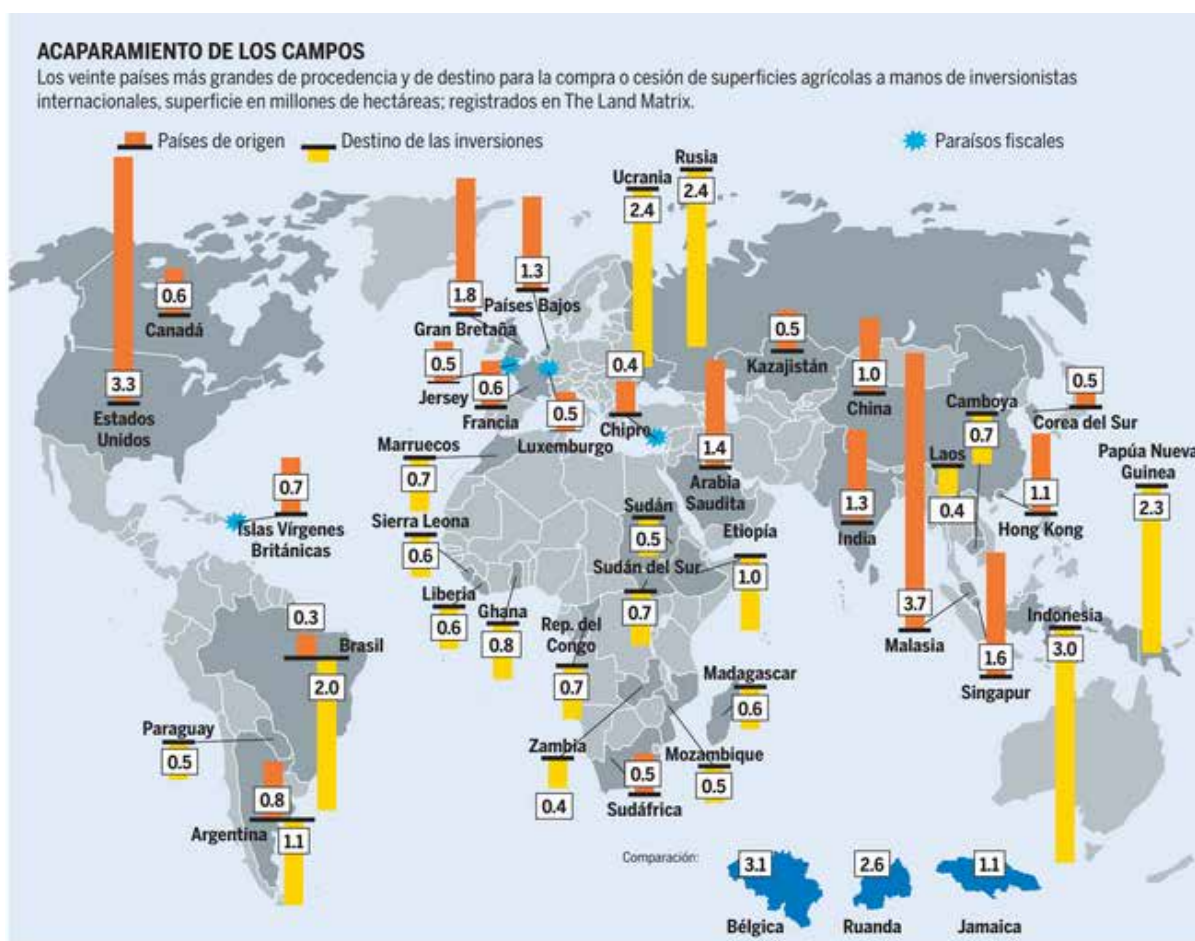 ACAPARAMIENTO DE LOS CAMPOS
Los veinte países más grandes de procedencia y de destino para la compra o cesión de superficies agrícolas a manos de inversionistas
internacionales, superficie en millones de hectáreas; registrados en The Land Matrix.
Países de origen
Destino de las inversiones
Paraísos fiscales
3.3
Estados
Unidos
0.6
Canadá
1.8
Gran Bretaña
1.3
Países Bajos
Ucrania
2.4
Rusia
2.4
0.5
Jersey
0.6
Francia
0.5
Luxemburgo
0.4
Chipro
0.5
Kazajistán
1.0
China
0.5
Corea del Sur
Camboya
0.7
Laos
0.4
1.1
Hong Kong
Papúa Nueva
Guinea
2.3
1.4
Arabia
Saudita
1.3
India
3.7
Malasia
1.6
Singapur
Indonesia
3.0
0.7
Islas Vírgenes
Británicas
Marruecos
0.7
Sierra Leona
0.6
Liberia
0.6
Ghana
0.8
Sudán
0.5
Etiopía
1.0
Sudán del Sur
0.7
Rep. del
Congo
0.7
Madagascar
0.6
Zambia
0.4
Mozambique
0.5
0.5
Sudáfrica
0.3
Brasil
2.0
Paraguay
0.5
0.8
Argentina
1.1
Comparación:
3.1
Bélgica
2.6
Ruanda
1.1
Jamaica